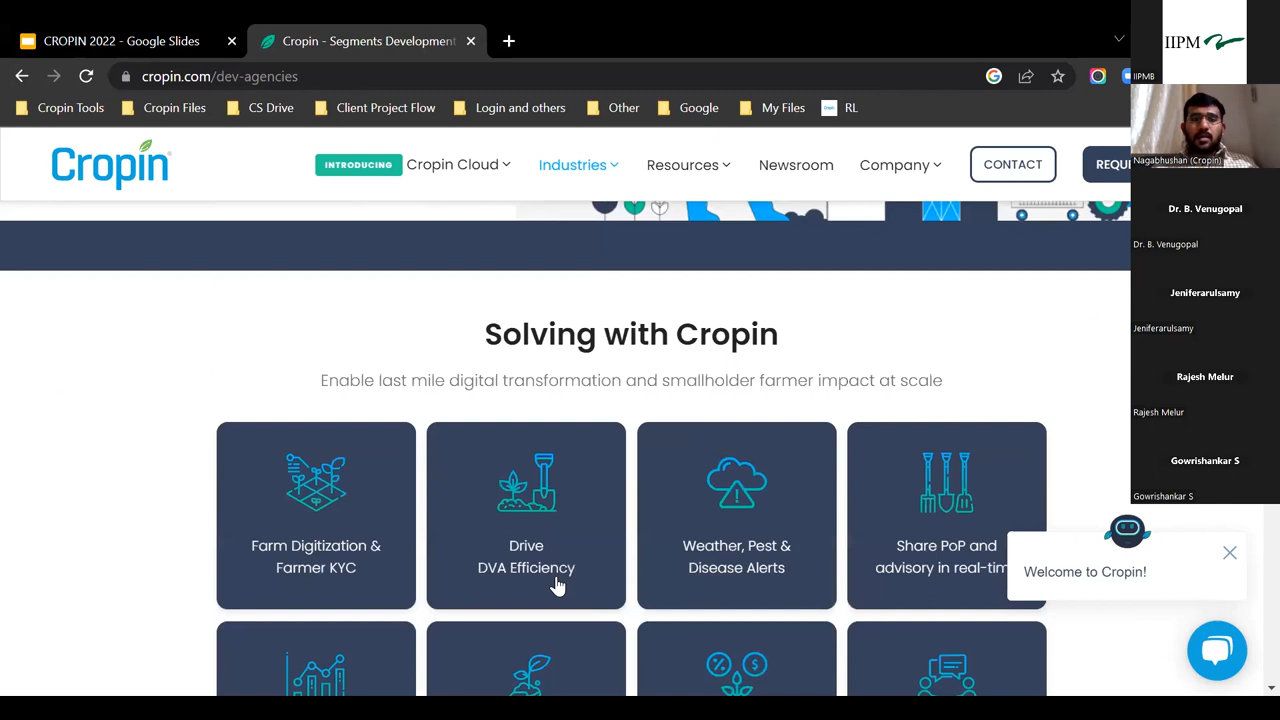 CROPIN 2022 - Google Slides
Cropin - Segments Development
cropin.com/dev-agencies
Cropin Tools
Cropin Files
CS Drive
Client Project Flow
Login and others
Other
Google
My Files
RL
Cropin
INTRODUCING Cropin Cloud
Industries
Resources
Newsroom
Company
CONTACT
REQU
IIPM
IIPMB
Nagabhushan (Cropin)
Dr. B. Venugopal
Dr. B. Venugopal
Jeniferarulsamy
Jeniferarulsamy
Rajesh Melur
Rajesh Melur
Gowrishankar S
Gowrishankar S
Solving with Cropin
Enable last mile digital transformation and smallholder farmer impact at scale
Farm Digitization &
Farmer KYC
Drive
DVA Efficiency
Weather, Pest &
Disease Alerts
Share PoP and
advisory in real-tim
Welcome to Cropin!